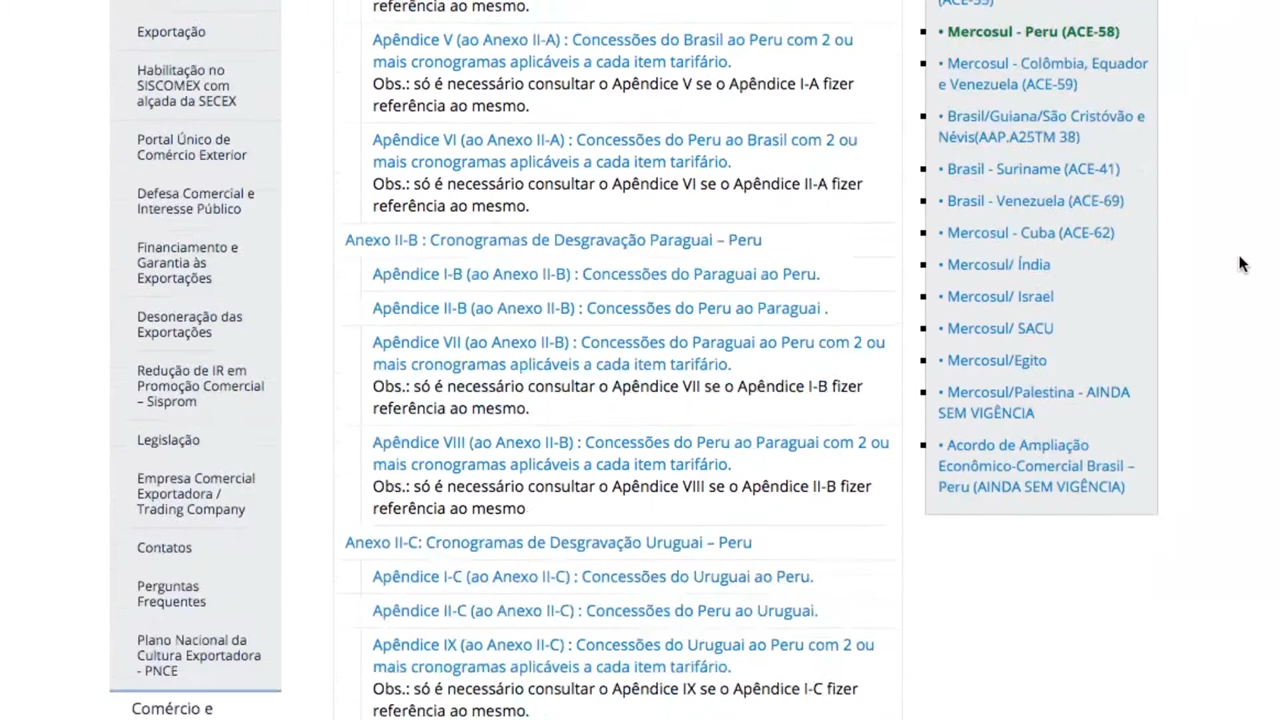 Exportação
Habilitação no
SISCOMEX com
alçada da SECEX
Portal Único de
Comércio Exterior
Defesa Comercial e
Interesse Público
Financiamento e
Garantia às
Exportações
Desoneração das
Exportações
Redução de IR em
Promoção Comercial
– Sisprom
Legislação
Empresa Comercial
Exportadora /
Trading Company
Contatos
Perguntas
Frequentes
Plano Nacional da
Cultura Exportadora
- PNCE
Comércio e
referência ao mesmo.
Apêndice V (ao Anexo II-A) : Concessões do Brasil ao Peru com 2 ou
mais cronogramas aplicáveis a cada item tarifário.
Obs.: só é necessário consultar o Apêndice V se o Apêndice I-A fizer
referência ao mesmo.
Apêndice VI (ao Anexo II-A) : Concessões do Peru ao Brasil com 2 ou
mais cronogramas aplicáveis a cada item tarifário.
Obs.: só é necessário consultar o Apêndice VI se o Apêndice II-A fizer
referência ao mesmo.
Anexo II-B : Cronogramas de Desgravação Paraguai – Peru
Apêndice I-B (ao Anexo II-B) : Concessões do Paraguai ao Peru.
Apêndice II-B (ao Anexo II-B) : Concessões do Peru ao Paraguai .
Apêndice VII (ao Anexo II-B) : Concessões do Paraguai ao Peru com 2 ou
mais cronogramas aplicáveis a cada item tarifário.
Obs.: só é necessário consultar o Apêndice VII se o Apêndice I-B fizer
referência ao mesmo.
Apêndice VIII (ao Anexo II-B) : Concessões do Peru ao Paraguai com 2 ou
mais cronogramas aplicáveis a cada item tarifário.
Obs.: só é necessário consultar o Apêndice VIII se o Apêndice II-B fizer
referência ao mesmo
Anexo II-C: Cronogramas de Desgravação Uruguai – Peru
Apêndice I-C (ao Anexo II-C) : Concessões do Uruguai ao Peru.
Apêndice II-C (ao Anexo II-C) : Concessões do Peru ao Uruguai.
Apêndice IX (ao Anexo II-C) : Concessões do Uruguai ao Peru com 2 ou
mais cronogramas aplicáveis a cada item tarifário.
Obs.: só é necessário consultar o Apêndice IX se o Apêndice I-C fizer
referência ao mesmo.
(ACE-55)
• Mercosul - Peru (ACE-58)
• Mercosul - Colômbia, Equador
e Venezuela (ACE-59)
• Brasil/Guiana/São Cristóvão e
Névis(AAP.A25TM 38)
• Brasil - Suriname (ACE-41)
• Brasil - Venezuela (ACE-69)
• Mercosul - Cuba (ACE-62)
• Mercosul/ Índia
• Mercosul/ Israel
• Mercosul/ SACU
• Mercosul/Egito
• Mercosul/Palestina - AINDA
SEM VIGÊNCIA
• Acordo de Ampliação
Econômico-Comercial Brasil –
Peru (AINDA SEM VIGÊNCIA)